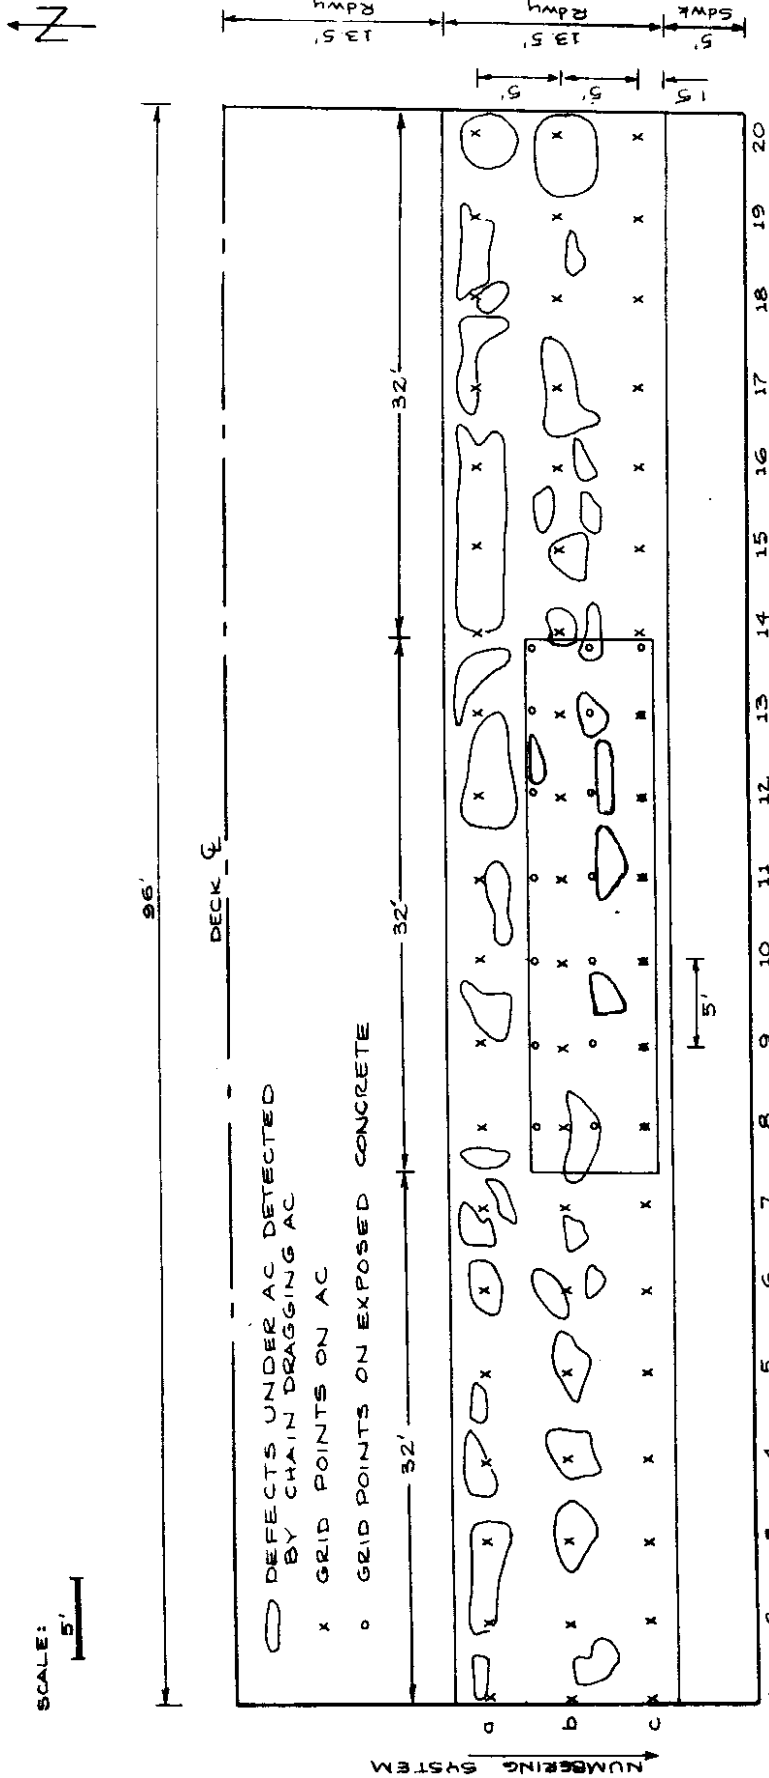 SCALE:
5'
N
96'
DECK ℄
DEFECTS UNDER AC DETECTED
BY CHAIN DRAGGING AC
x GRID POINTS ON AC
o GRID POINTS ON EXPOSED CONCRETE
32'
32'
32'
13.5'
Rdwy
13.5'
Rdwy
5'
Sdwk
5'
5'
1.5
5'
NUMBERING SYSTEM
a
b
c
4 5 6 7 8 9 10 11 12 13 14 15 16 17 18 19 20